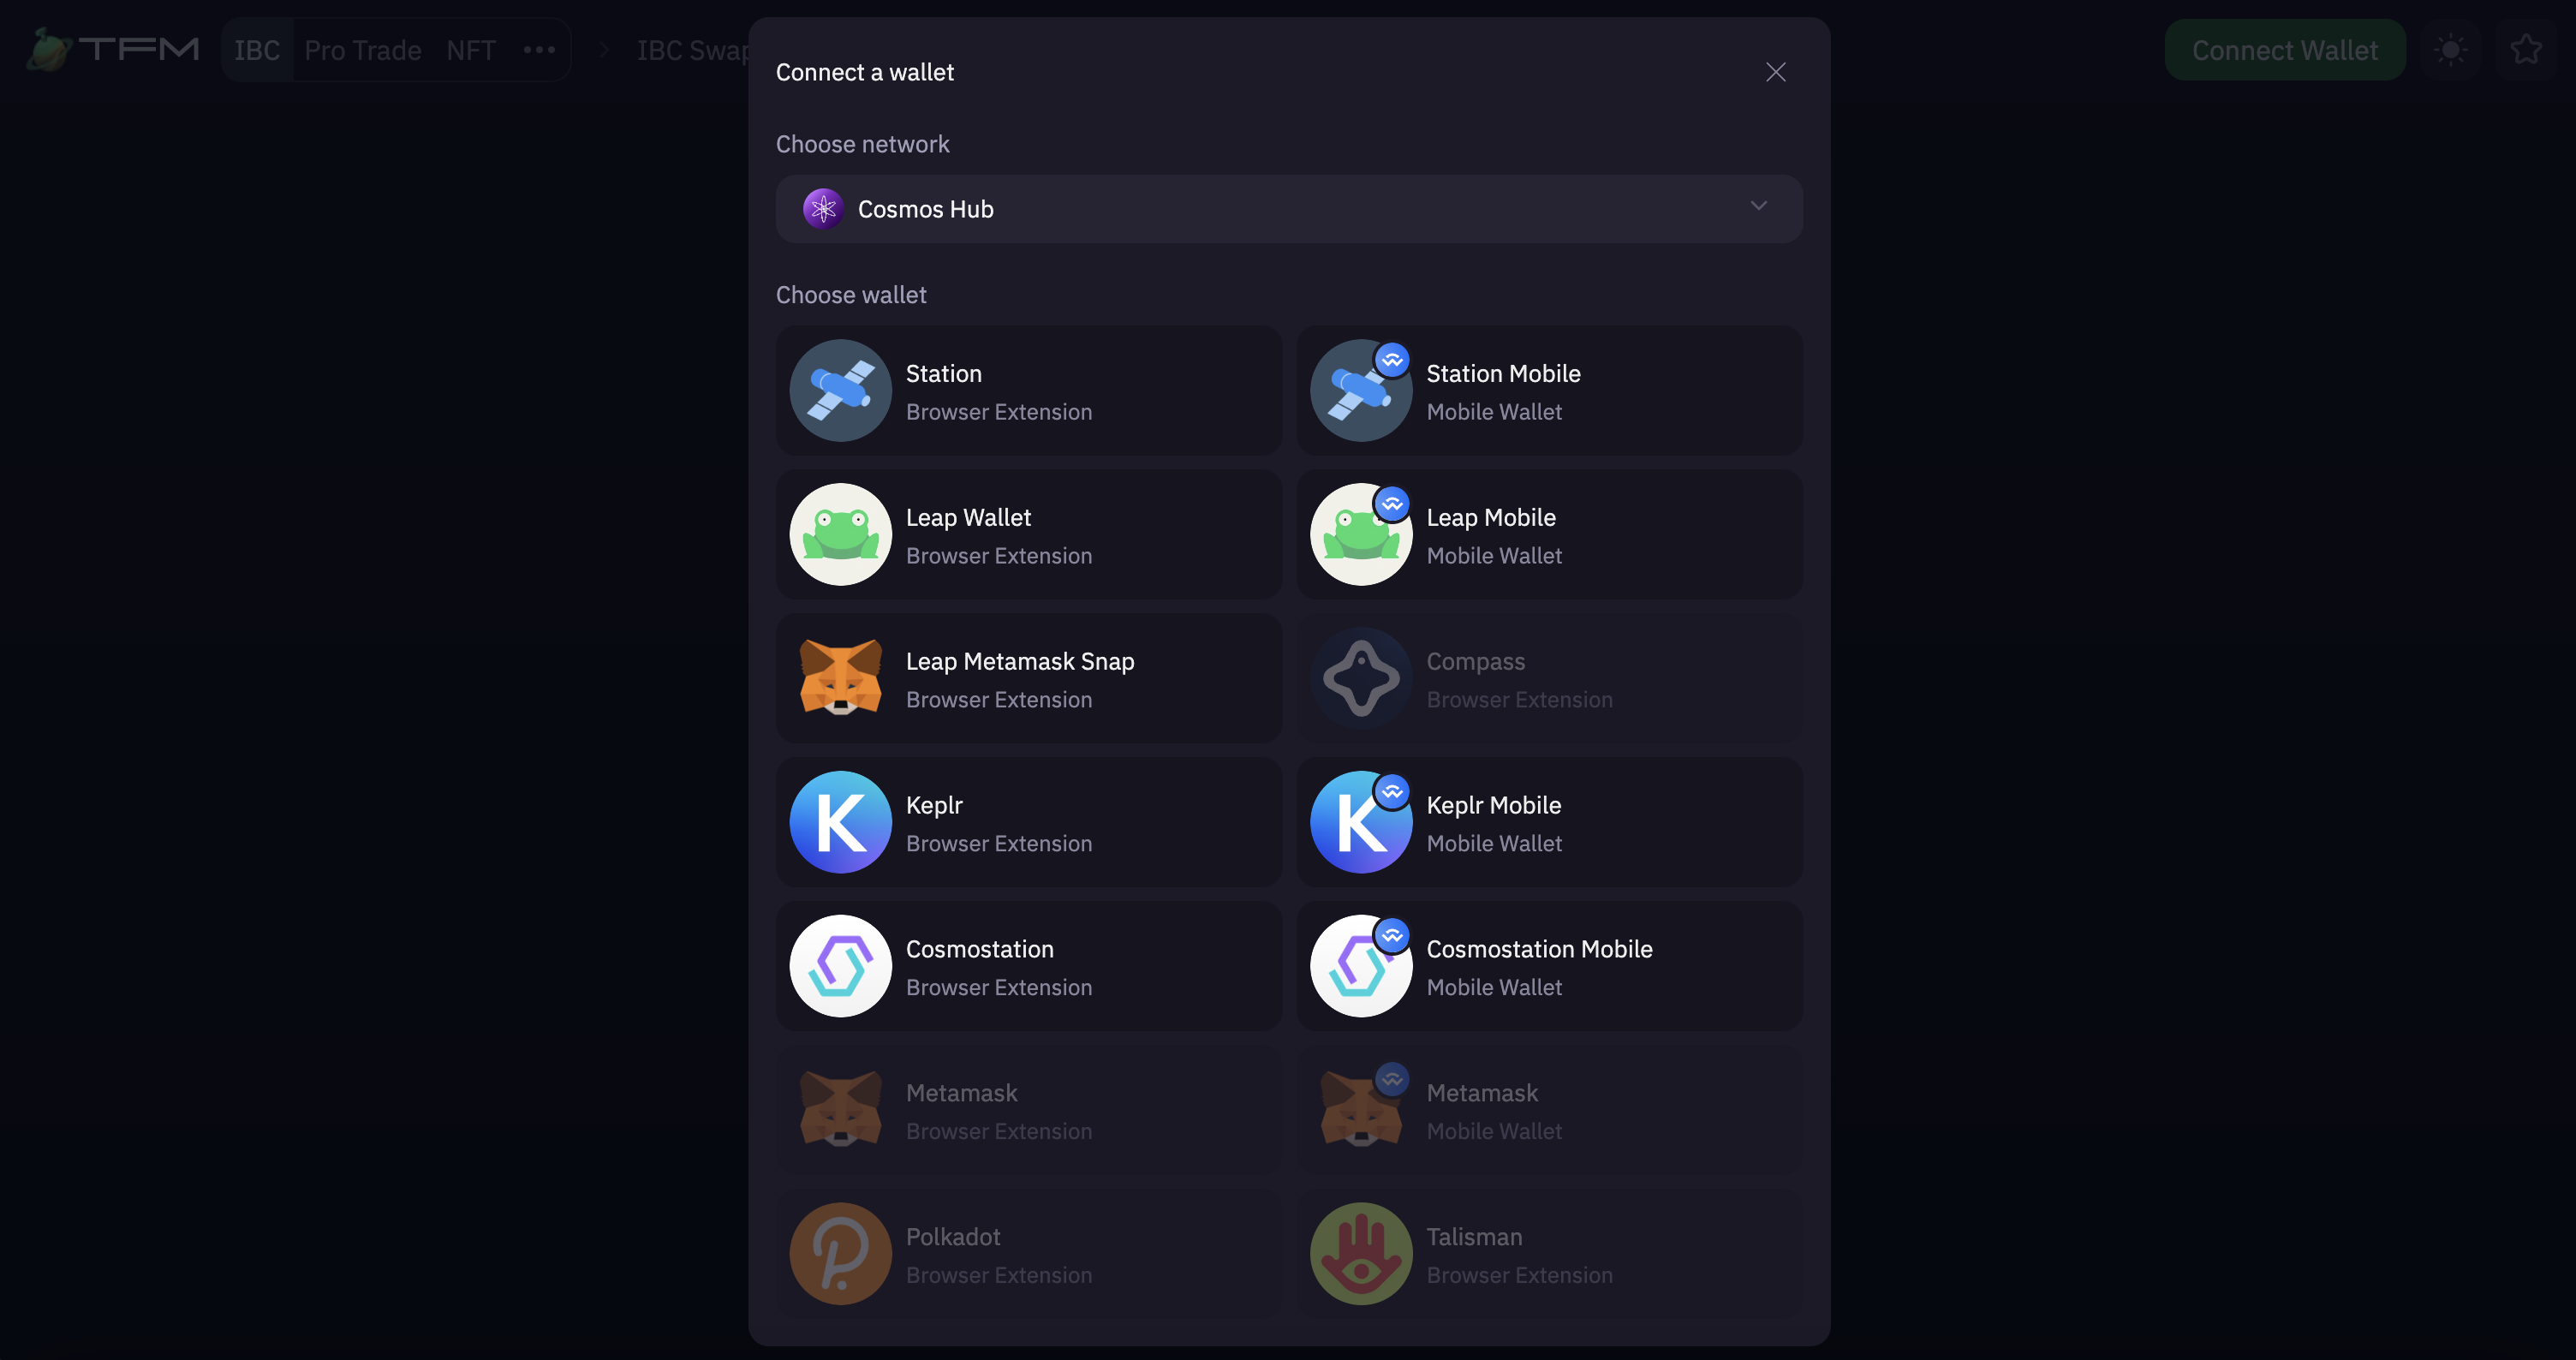 TFM
IBC
Pro Trade
NFT
IBC Swap
Connect Wallet
Connect a wallet
Choose network
Cosmos Hub
Choose wallet
Station
Browser Extension
Station Mobile
Mobile Wallet
Leap Wallet
Browser Extension
Leap Mobile
Mobile Wallet
Leap Metamask Snap
Browser Extension
Compass
Browser Extension
Keplr
Browser Extension
Keplr Mobile
Mobile Wallet
Cosmostation
Browser Extension
Cosmostation Mobile
Mobile Wallet
Metamask
Browser Extension
Metamask
Mobile Wallet
Polkadot
Browser Extension
Talisman
Browser Extension